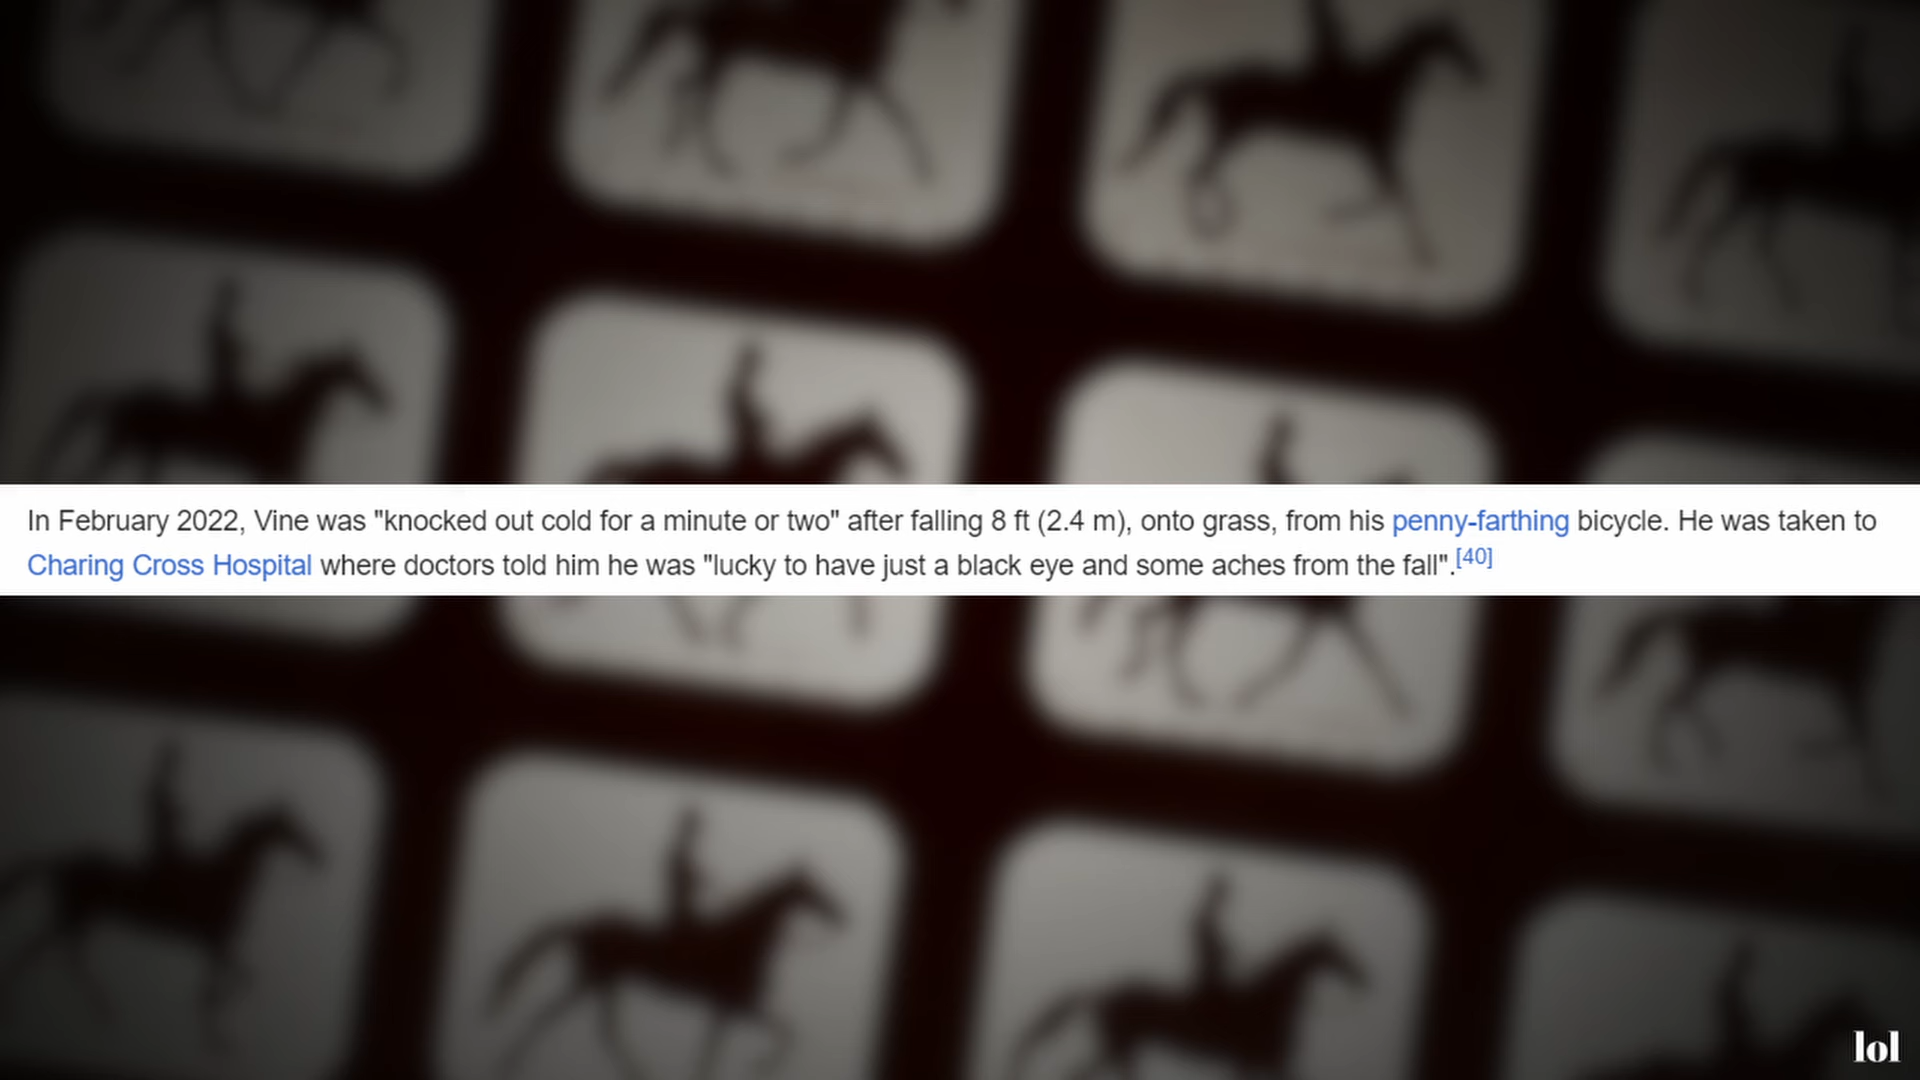 In February 2022, Vine was "knocked out cold for a minute or two" after falling 8 ft (2.4 m), onto grass, from his penny-farthing bicycle. He was taken to
Charing Cross Hospital where doctors told him he was "lucky to have just a black eye and some aches from the fall".[40]
lol